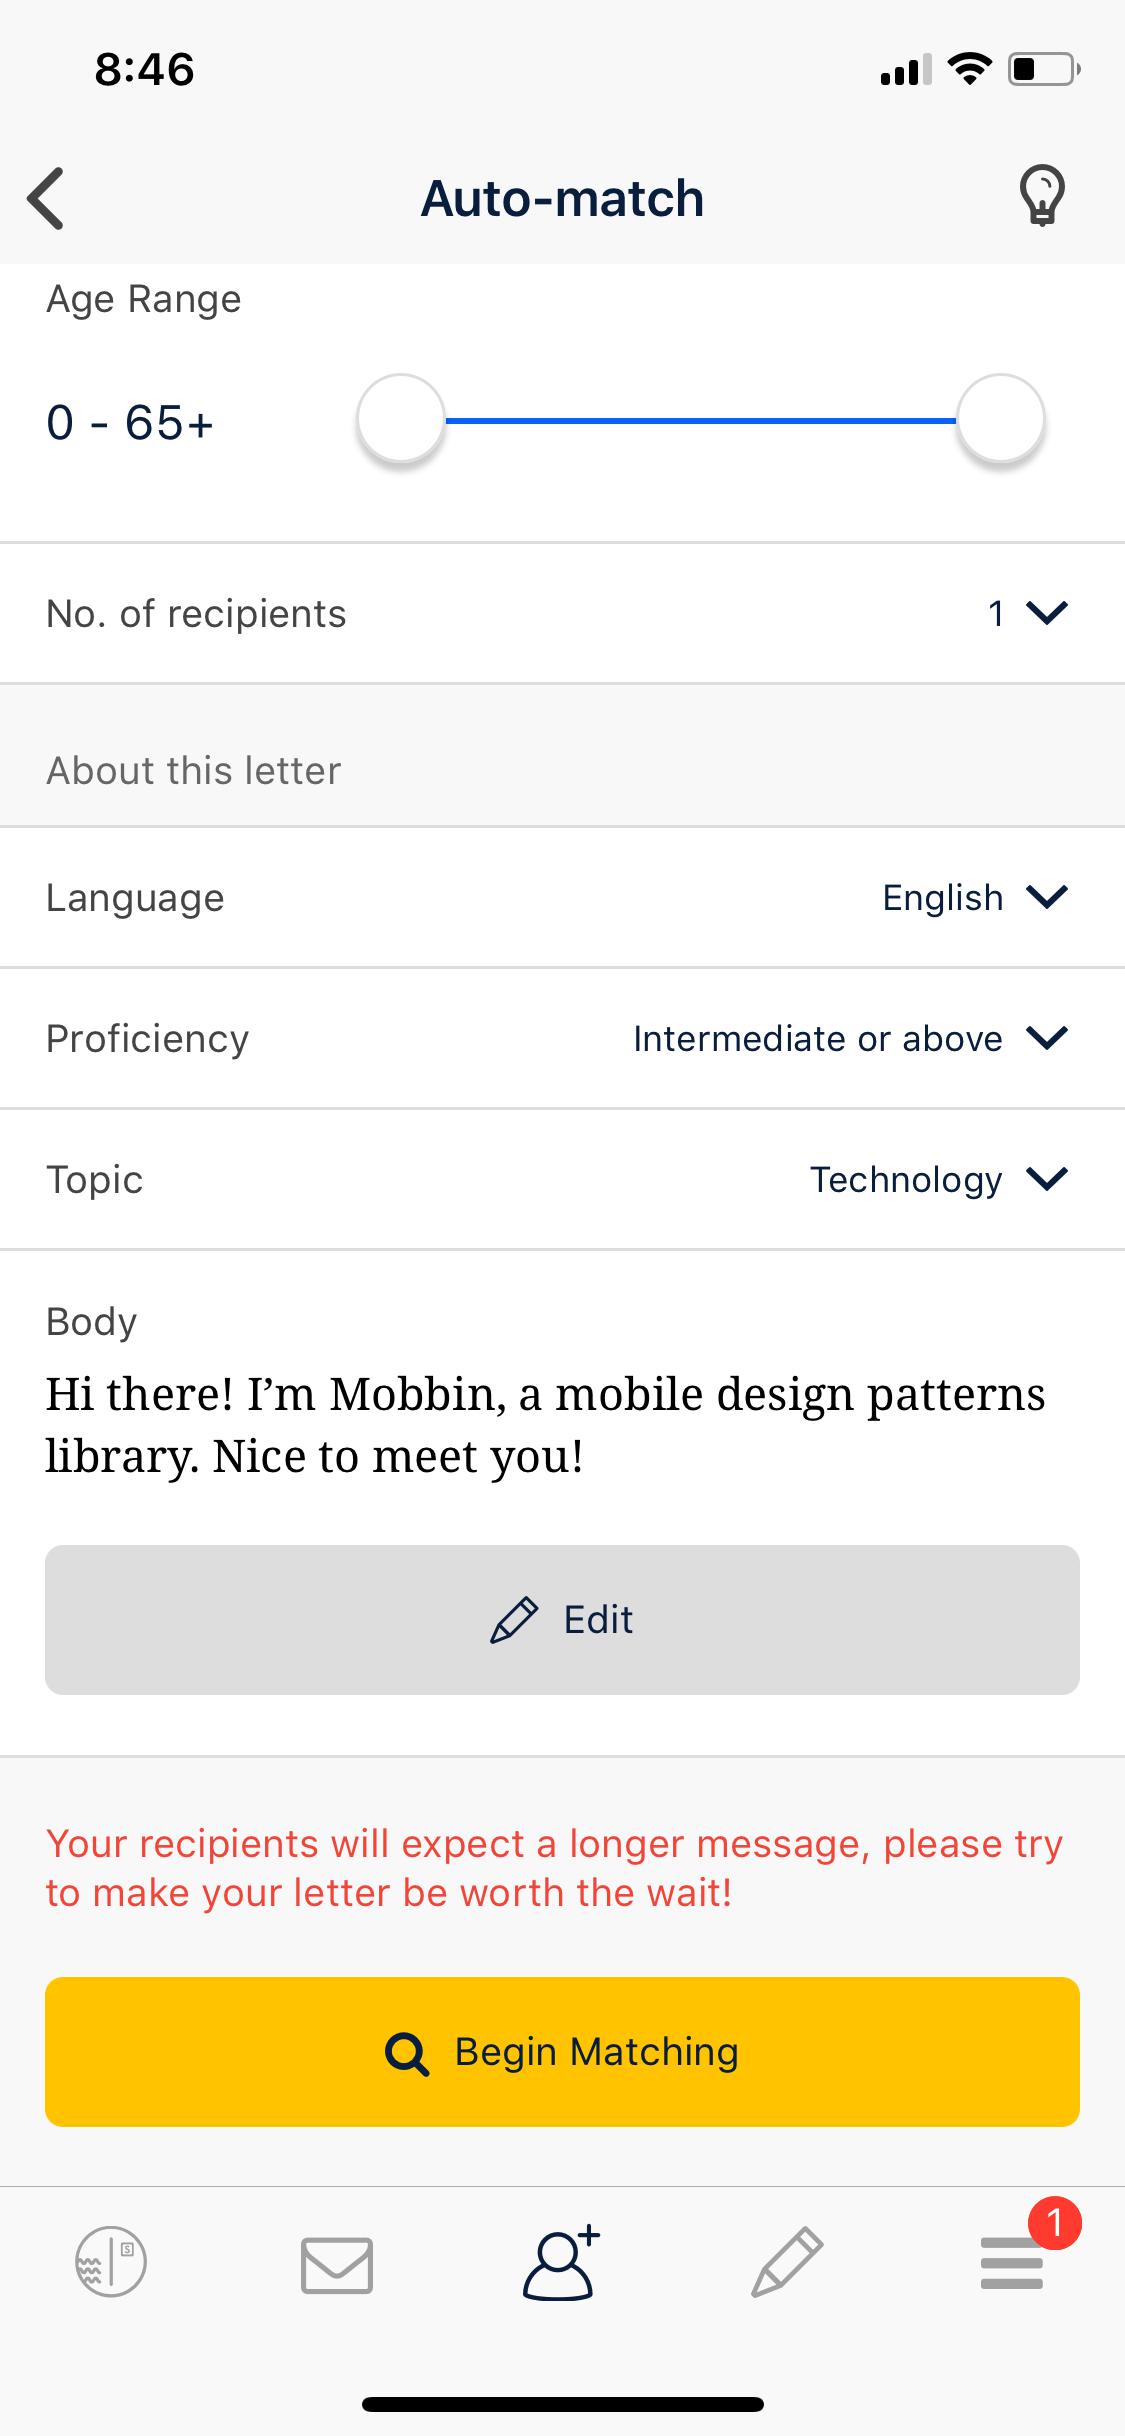 8:46
Auto-match
Age Range
0 - 65+
No. of recipients 1
About this letter
Language English
Proficiency Intermediate or above
Topic Technology
Body
Hi there! I’m Mobbin, a mobile design patterns
library. Nice to meet you!
Edit
Your recipients will expect a longer message, please try
to make your letter be worth the wait!
Begin Matching
S
1